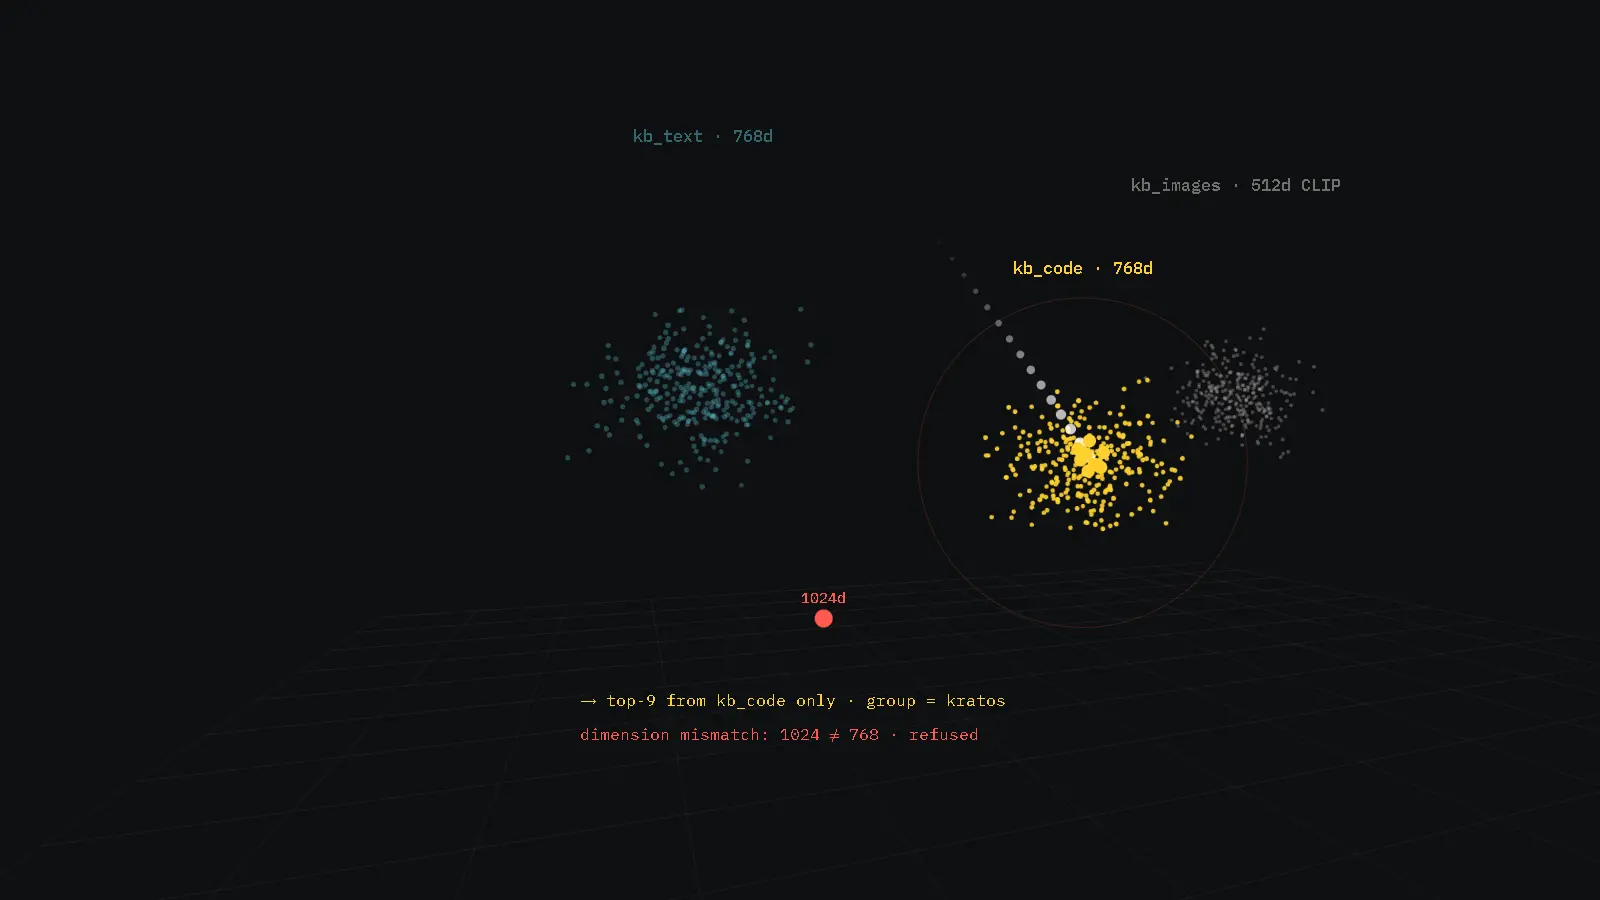 kb_text · 768d
kb_images · 512d CLIP
kb_code · 768d
1024d
→ top-9 from kb_code only · group = kratos
dimension mismatch: 1024 ≠ 768 · refused